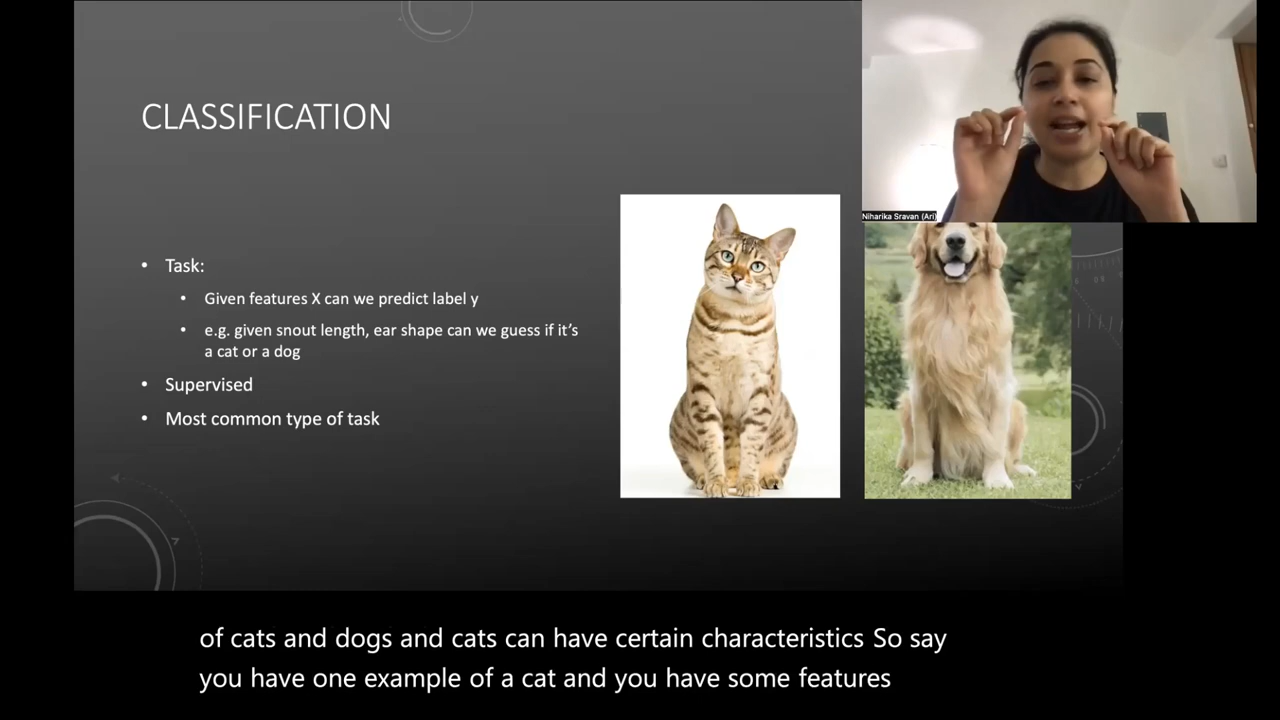 CLASSIFICATION
• Task:
• Given features X can we predict label y
• e.g. given snout length, ear shape can we guess if it's
a cat or a dog
• Supervised
• Most common type of task
Niharika Sravan (Ari)
of cats and dogs and cats can have certain characteristics So say
you have one example of a cat and you have some features